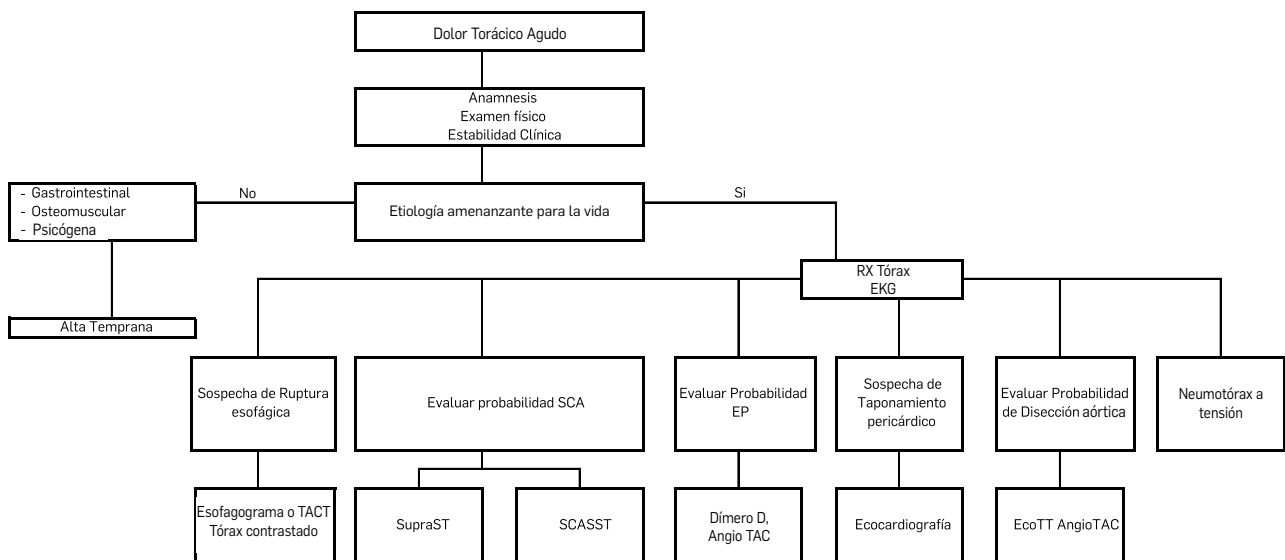 Dolor Torácico Agudo
Anamnesis
Examen físico
Estabilidad Clínica
- Gastrointestinal
- Osteomuscular
- Psicógena
No
Etiología amenanzante para la vida
Si
RX Tórax
EKG
Alta Temprana
Sospecha de Ruptura
esofágica
Evaluar probabilidad SCA
Evaluar Probabilidad
EP
Sospecha de
Taponamiento
pericárdico
Evaluar Probabilidad
de Disección aórtica
Neumotórax a
tensión
Esofagograma o TACT
Tórax contrastado
SupraST
SCASST
Dímero D,
Angio TAC
Ecocardiografía
EcoTT AngioTAC